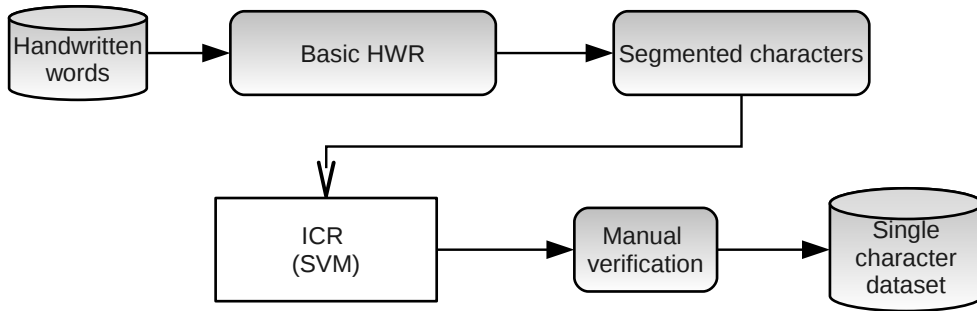 Handwritten
words
Basic HWR
Segmented characters
ICR
(SVM)
Manual
verification
Single
character
dataset